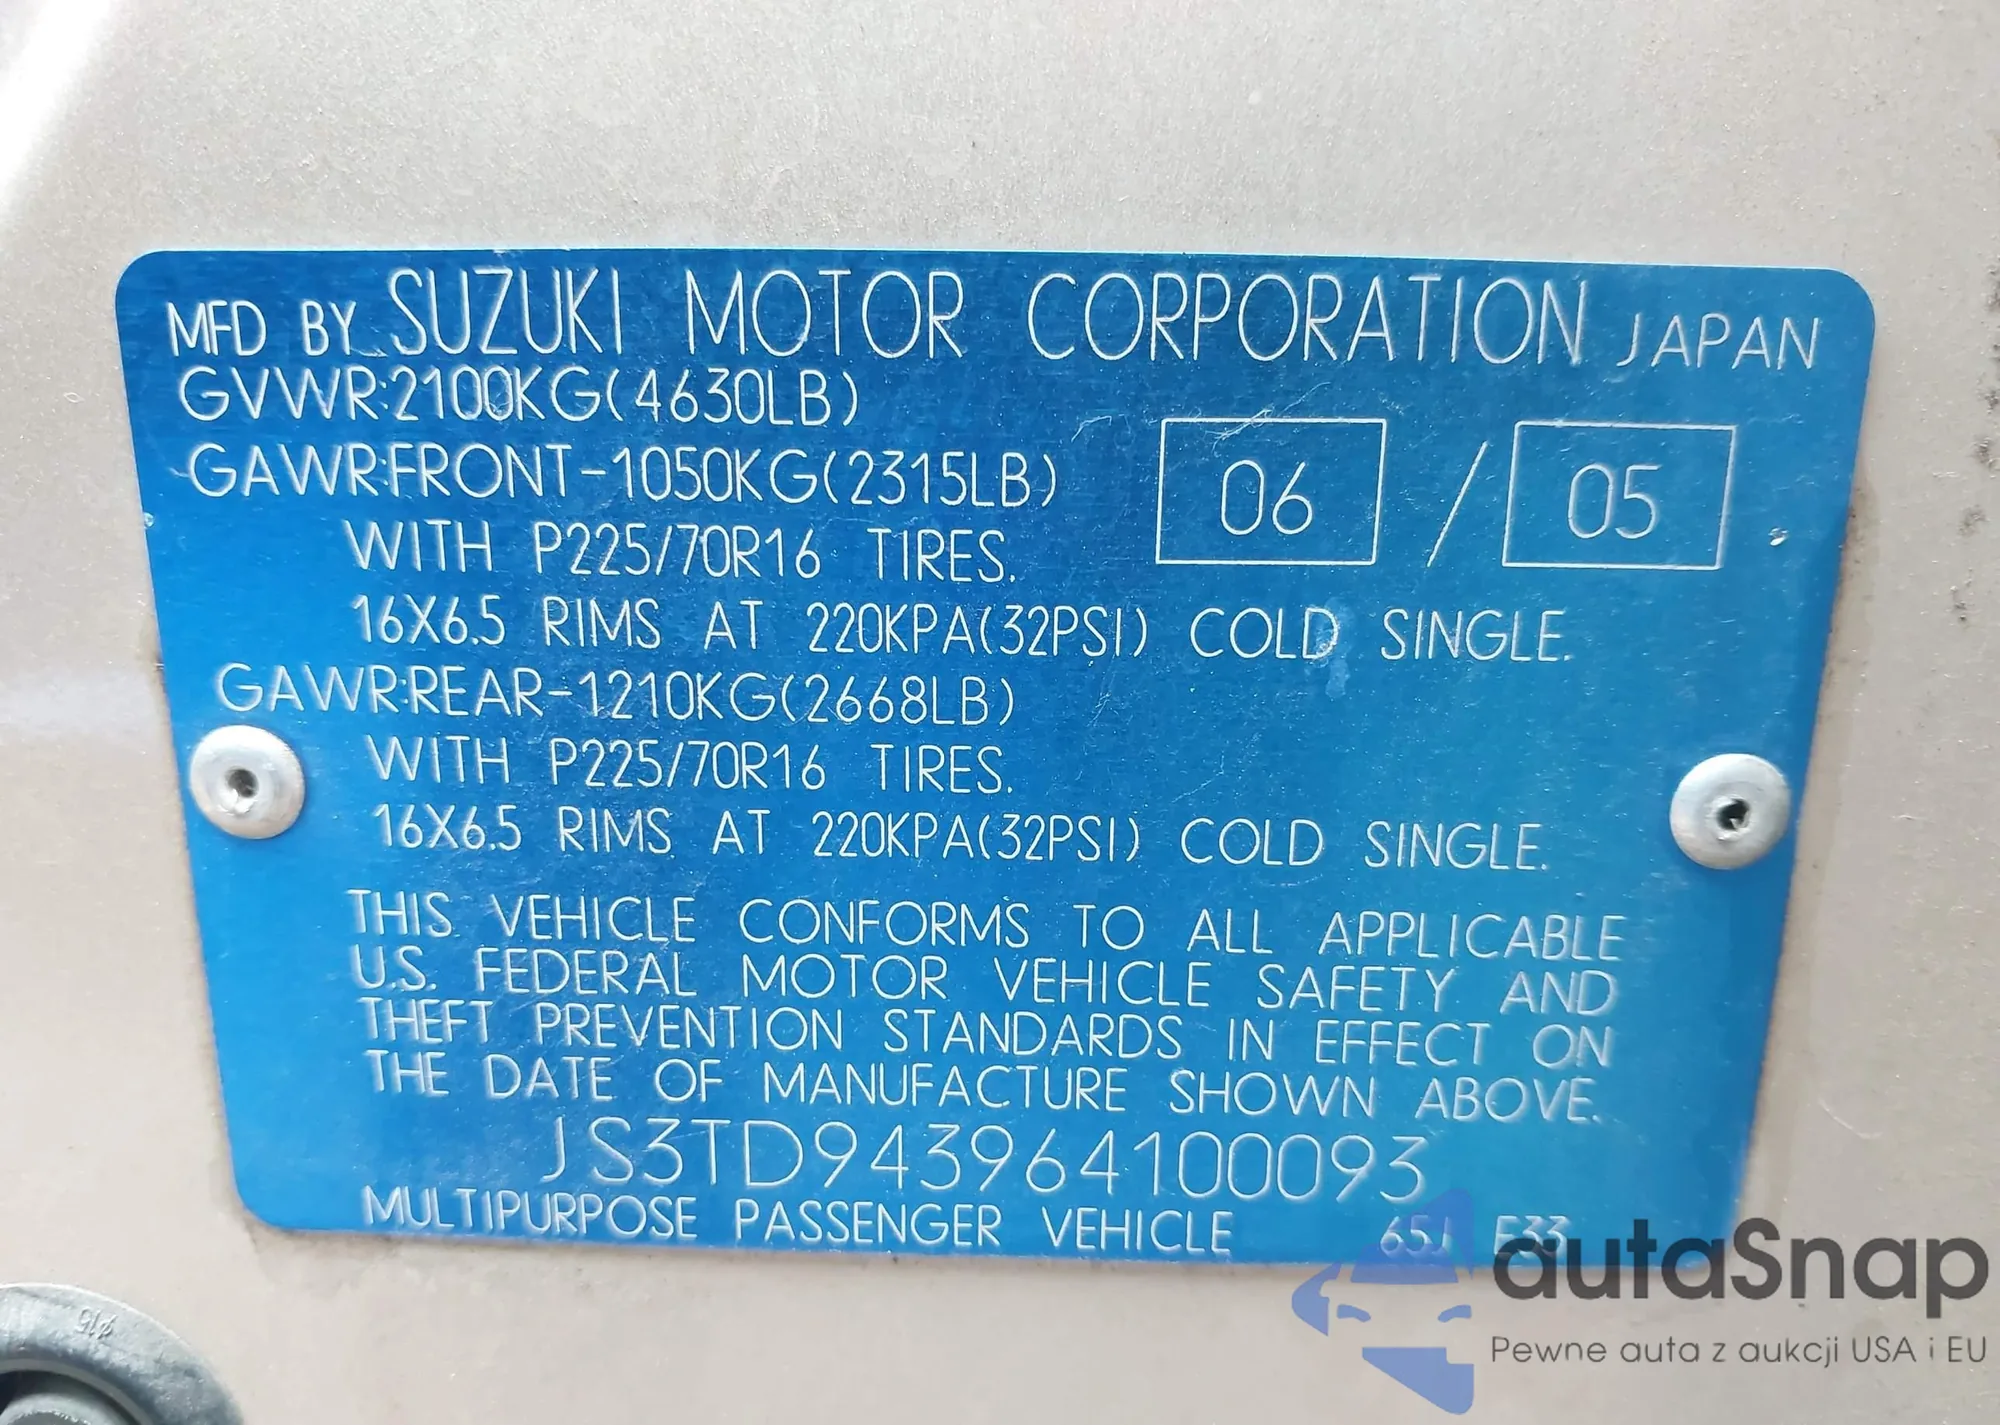 MFD BY SUZUKI MOTOR CORPORATION JAPAN
GVWR:2100KG(4630LB)
06 / 05
GAWR:FRONT-1050KG(2315LB)
WITH P225/70R16 TIRES.
16X6.5 RIMS AT 220KPA(32PSI) COLD SINGLE.
GAWR:REAR-1210KG(2668LB)
WITH P225/70R16 TIRES.
16X6.5 RIMS AT 220KPA(32PSI) COLD SINGLE.
THIS VEHICLE CONFORMS TO ALL APPLICABLE
U.S. FEDERAL MOTOR VEHICLE SAFETY AND
THEFT PREVENTION STANDARDS IN EFFECT ON
THE DATE OF MANUFACTURE SHOWN ABOVE.
JS3TD943964100093
MULTIPURPOSE PASSENGER VEHICLE 65J E33
autaSnap
Pewne auta z aukcji USA i EU
φ15